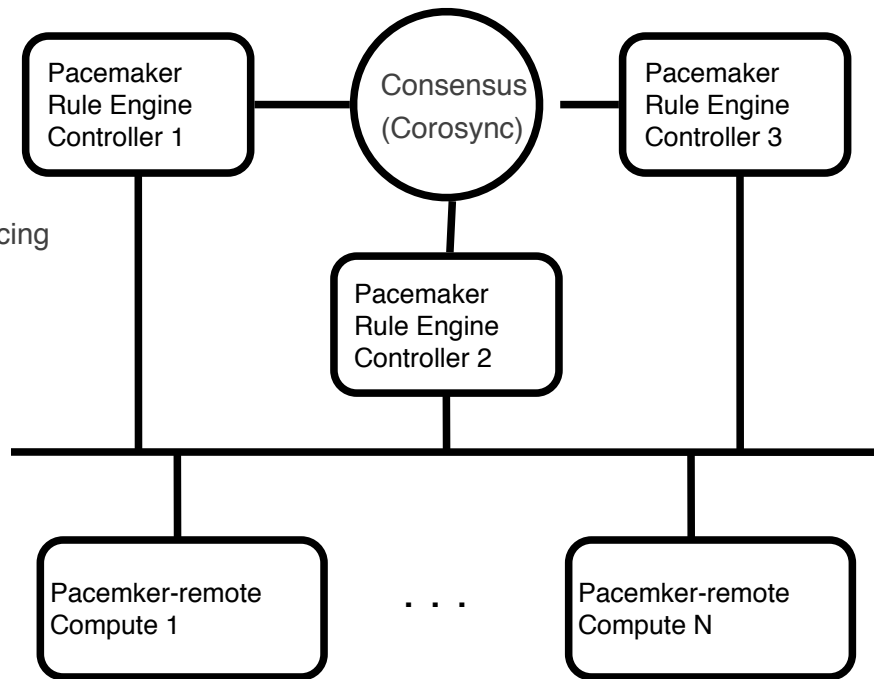 Pacemaker
Rule Engine
Controller 1
Consensus
(Corosync)
Pacemaker
Rule Engine
Controller 3
cing
Pacemaker
Rule Engine
Controller 2
Pacemker-remote
Compute 1
. . .
Pacemker-remote
Compute N